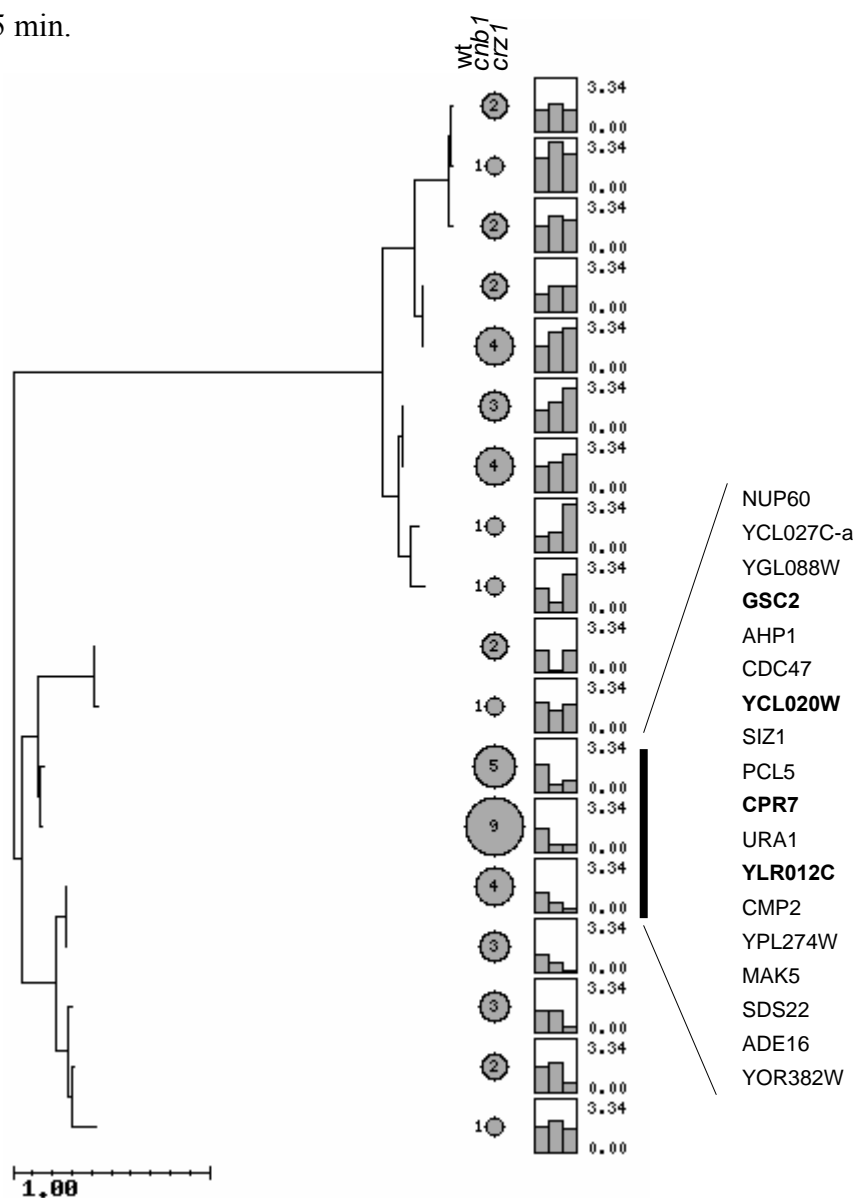 5 min.
wt
cnb1
crz1
2 3.34
0.00
1 3.34
0.00
2 3.34
0.00
2 3.34
0.00
4 3.34
0.00
3 3.34
0.00
4 3.34
0.00
1 3.34
0.00
1 3.34
0.00
2 3.34
0.00
1 3.34
0.00
5 3.34
0.00
9 3.34
0.00
4 3.34
0.00
3 3.34
0.00
3 3.34
0.00
2 3.34
0.00
1 3.34
0.00
NUP60
YCL027C-a
YGL088W
GSC2
AHP1
CDC47
YCL020W
SIZ1
PCL5
CPR7
URA1
YLR012C
CMP2
YPL274W
MAK5
SDS22
ADE16
YOR382W
1.00